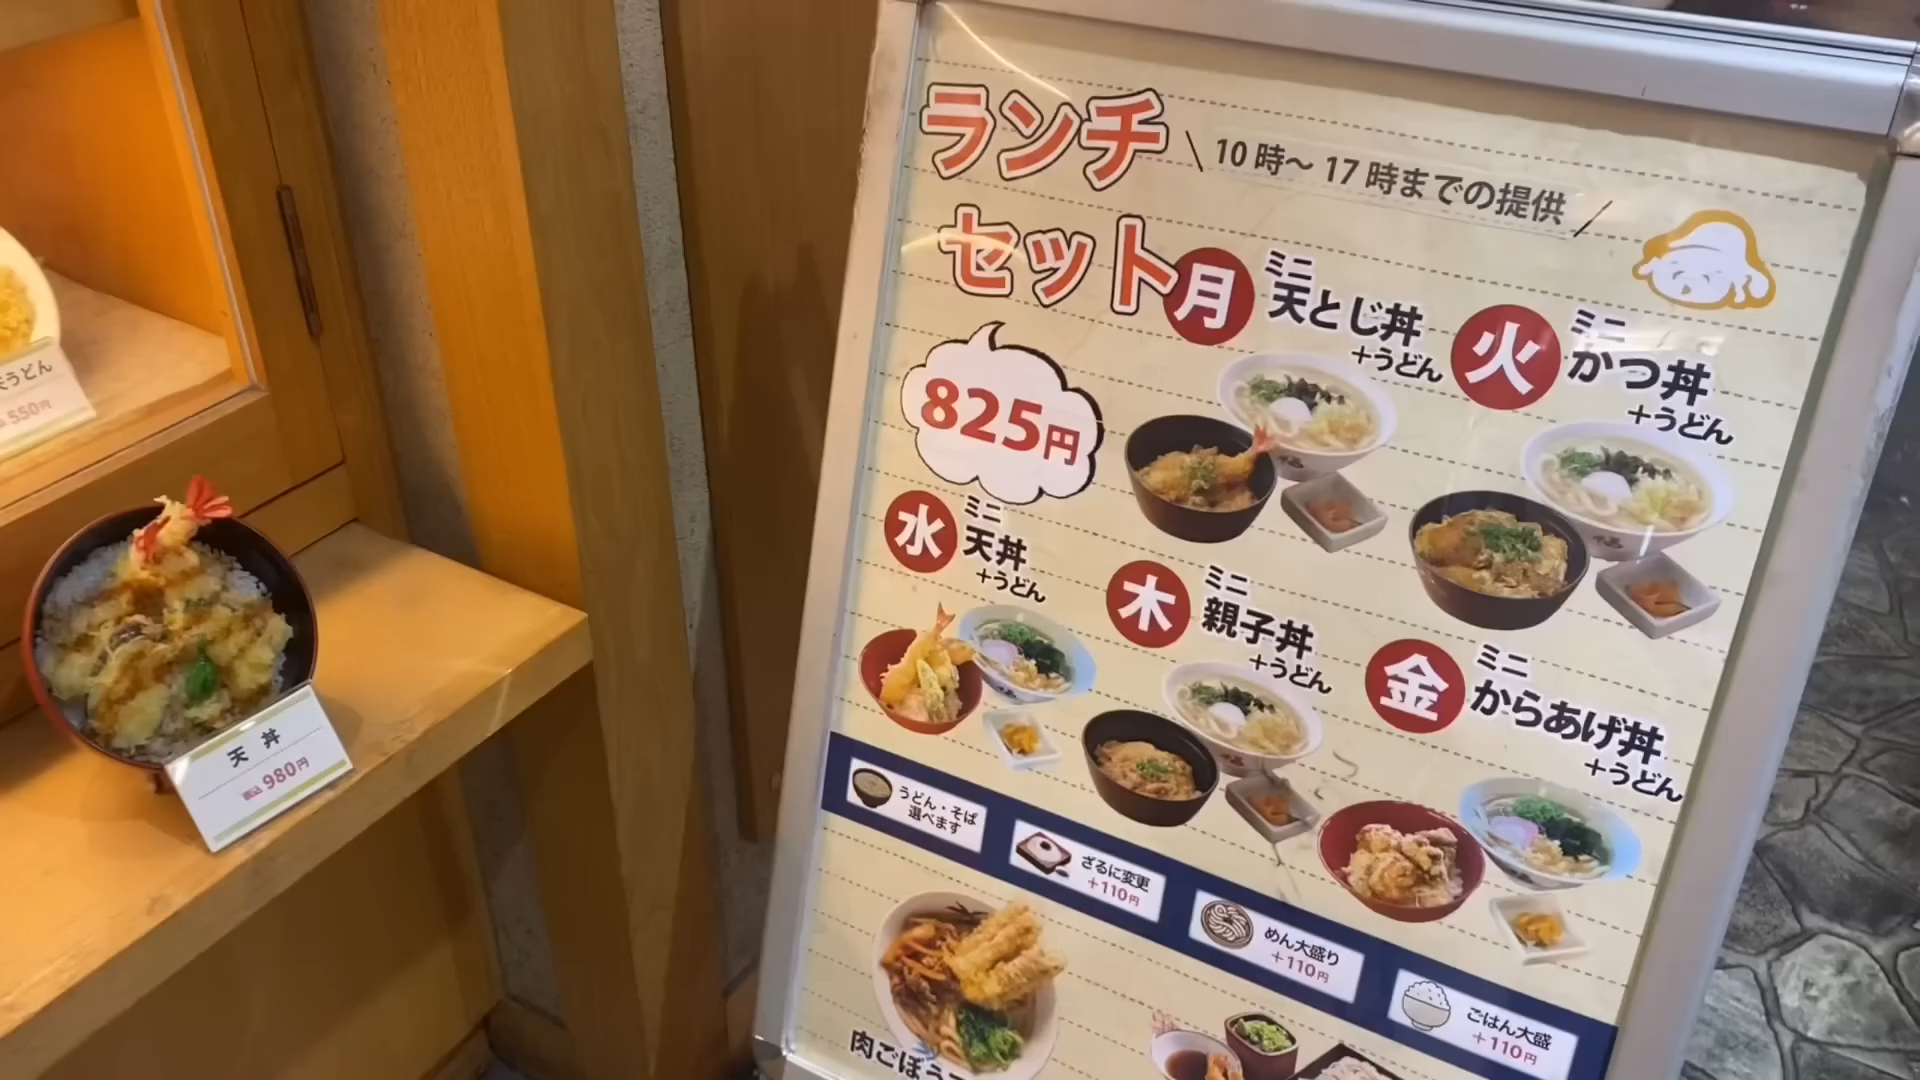 ランチ
セット
10時～17時までの提供
825円
月
ミニ
天とじ丼
+うどん
火
ミニ
かつ丼
+うどん
水
ミニ
天丼
+うどん
木
ミニ
親子丼
+うどん
金
ミニ
からあげ丼
+うどん
うどん・そば
選べます
ざるに変更
+110円
めん大盛り
+110円
ごはん大盛
+110円
肉ごぼう
うどん
550円
天丼
税込980円